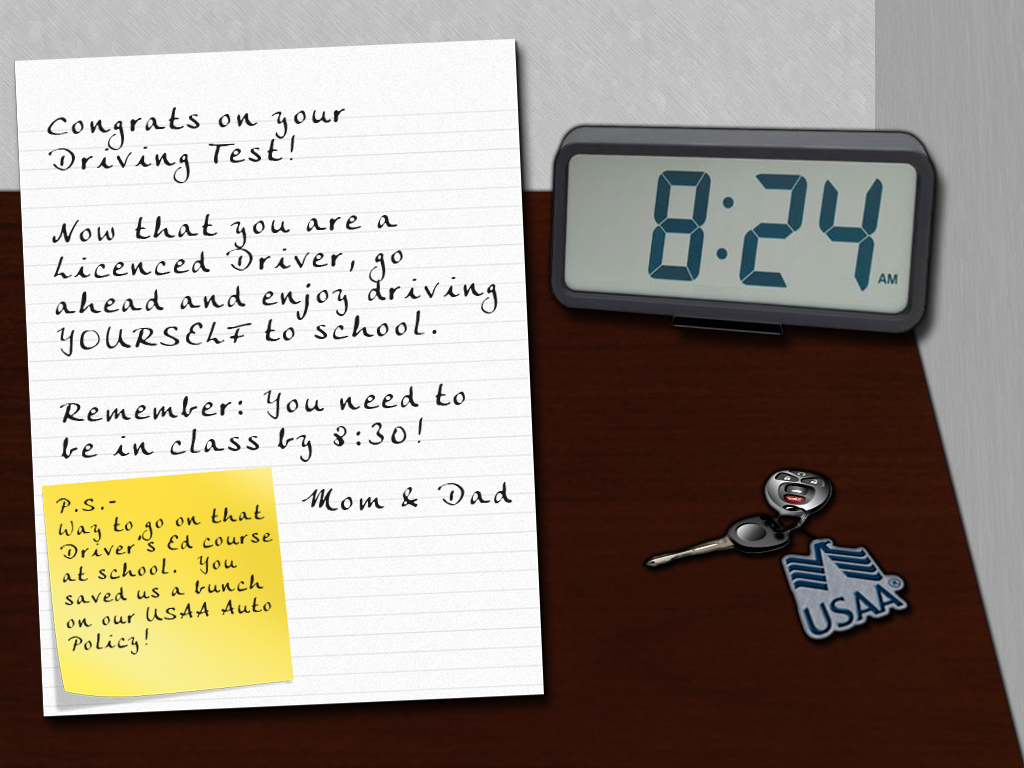 Congrats on your
Driving Test!
Now that you are a
Licenced Driver, go
ahead and enjoy driving
YOURSELF to school.
Remember: You need to
be in class by 8:30!
Mom & Dad
P.S.-
Way to go on that
Driver's Ed course
at school. You
saved us a bunch
on our USAA Auto
Policy!
8:24
AM
USAA®